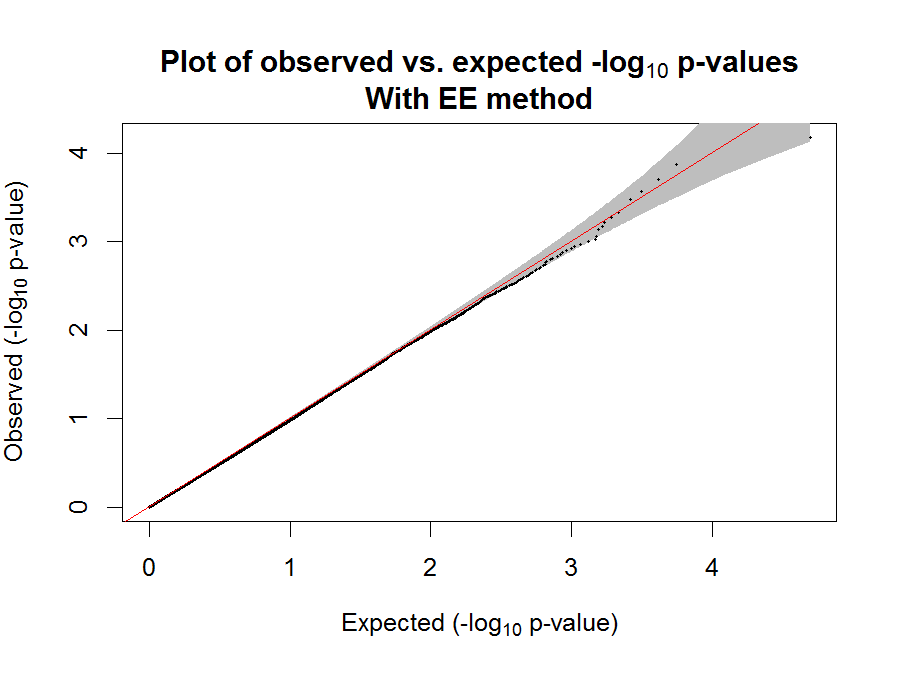 Plot of observed vs. expected -log10 p-values
With EE method
Observed (-log10 p-value)
4
3
2
1
0
0 1 2 3 4
Expected (-log10 p-value)